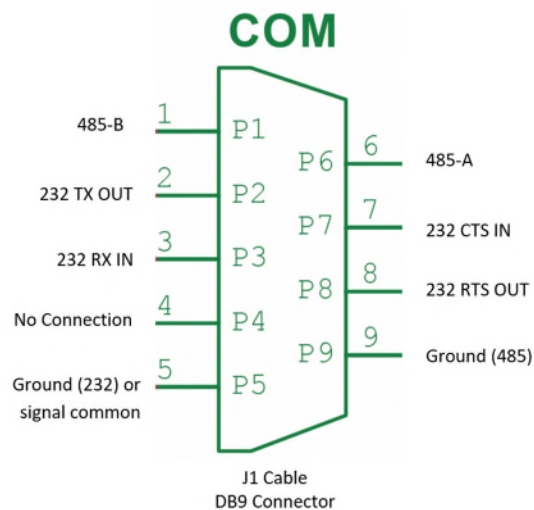 COM
485-B
1
P1
232 TX OUT
2
P2
232 RX IN
3
P3
No Connection
4
P4
Ground (232) or
signal common
5
P5
P6
6
485-A
P7
7
232 CTS IN
P8
8
232 RTS OUT
P9
9
Ground (485)
J1 Cable
DB9 Connector